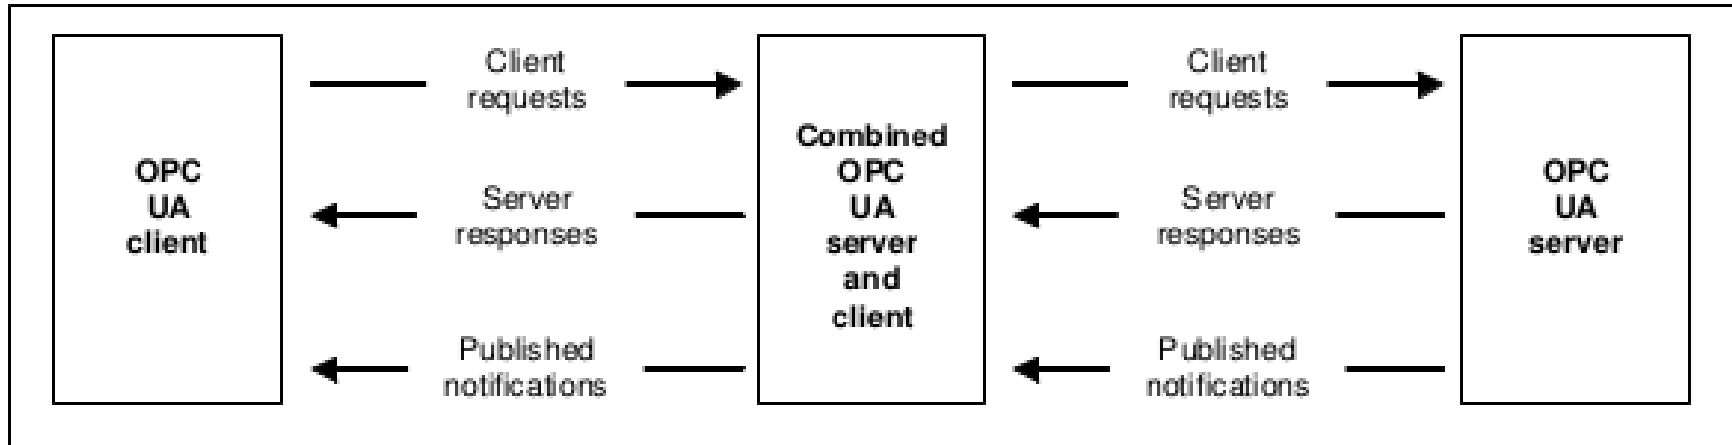 OPC
UA
client
Client
requests
Server
responses
Published
notifications
Combined
OPC
UA
server
and
client
Client
requests
Server
responses
Published
notifications
OPC
UA
server